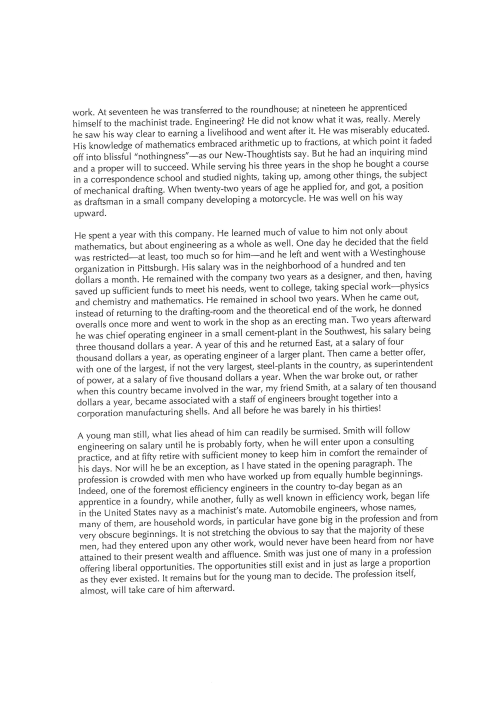 work. At seventeen he was transferred to the roundhouse; at nineteen he apprenticed
himself to the machinist trade. Engineering? He did not know what it was, really. Merely
he saw his way clear to earning a livelihood and went after it. He was miserably educated.
His knowledge of mathematics embraced arithmetic up to fractions, at which point it faded
off into blissful “nothingness”—as our New-Thoughtists say. But he had an inquiring mind
and a proper will to succeed. While serving his three years in the shop he bought a course
in a correspondence school and studied nights, taking up, among other things, the subject
of mechanical drafting. When twenty-two years of age he applied for, and got, a position
as draftsman in a small company developing a motorcycle. He was well on his way
upward.

He spent a year with this company. He learned much of value to him not only about
mathematics, but about engineering as a whole as well. One day he decided that the field
was restricted—at least, too much so for him—and he left and went with a Westinghouse
organization in Pittsburgh. His salary was in the neighborhood of a hundred and ten
dollars a month. He remained with the company two years as a designer, and then, having
saved up sufficient funds to meet his needs, went to college, taking special work—physics
and chemistry and mathematics. He remained in school two years. When he came out,
instead of returning to the drafting-room and the theoretical end of the work, he donned
overalls once more and went to work in the shop as an erecting man. Two years afterward
he was chief operating engineer in a small cement-plant in the Southwest, his salary being
three thousand dollars a year. A year of this and he returned East, at a salary of four
thousand dollars a year, as operating engineer of a larger plant. Then came a better offer,
with one of the largest, if not the very largest, steel-plants in the country, as superintendent
of power, at a salary of five thousand dollars a year. When the war broke out, or rather
when this country became involved in the war, my friend Smith, at a salary of ten thousand
dollars a year, became associated with a staff of engineers brought together into a
corporation manufacturing shells. And all before he was barely in his thirties!

A young man still, what lies ahead of him can readily be surmised. Smith will follow
engineering on salary until he is probably forty, when he will enter upon a consulting
practice, and at fifty retire with sufficient money to keep him in comfort the remainder of
his days. Nor will he be an exception, as I have stated in the opening paragraph. The
profession is crowded with men who have worked up from equally humble beginnings.
Indeed, one of the foremost efficiency engineers in the country to-day began as an
apprentice in a foundry, while another, fully as well known in efficiency work, began life
in the United States navy as a machinist's mate. Automobile engineers, whose names,
many of them, are household words, in particular have gone big in the profession and from
very obscure beginnings. It is not stretching the obvious to say that the majority of these
men, had they entered upon any other work, would never have been heard from nor have
attained to their present wealth and affluence. Smith was just one of many in a profession
offering liberal opportunities. The opportunities still exist and in just as large a proportion
as they ever existed. It remains but for the young man to decide. The profession itself,
almost, will take care of him afterward.